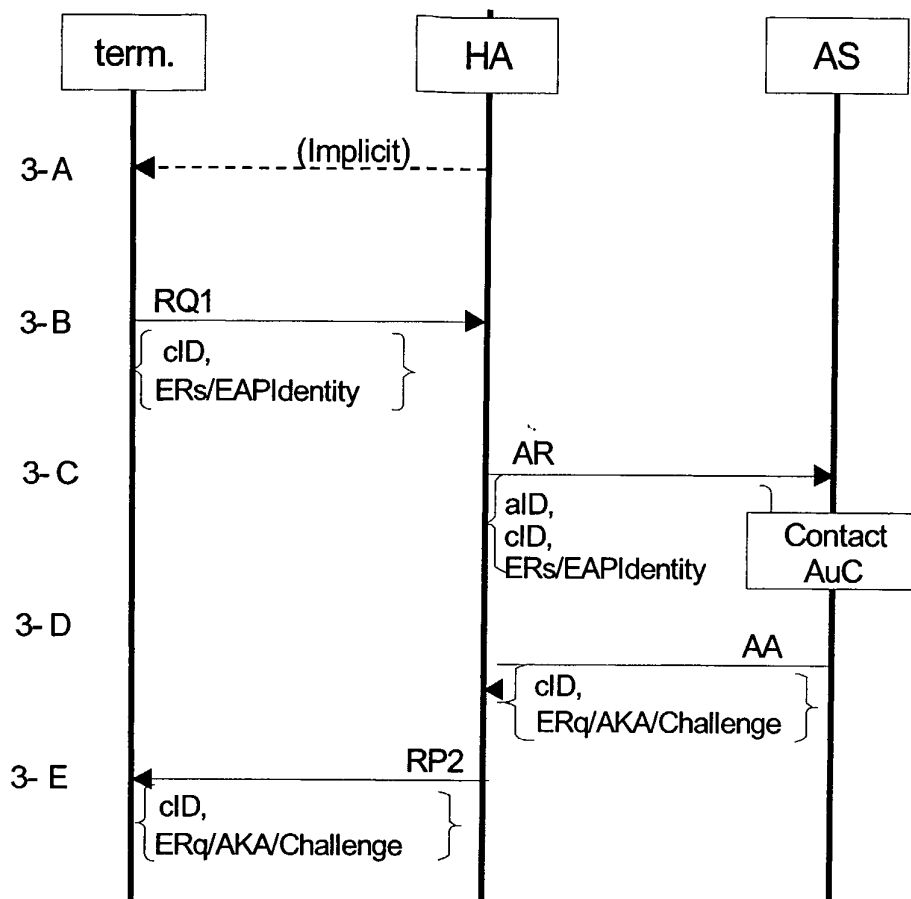 term.
HA
AS
(Implicit)
3-A
RQ1
3-B
cID,
ERs/EAPIdentity
AR
3-C
aID,
cID,
ERs/EAPIdentity
Contact
AuC
3-D
AA
cID,
ERq/AKA/Challenge
RP2
3-E
cID,
ERq/AKA/Challenge